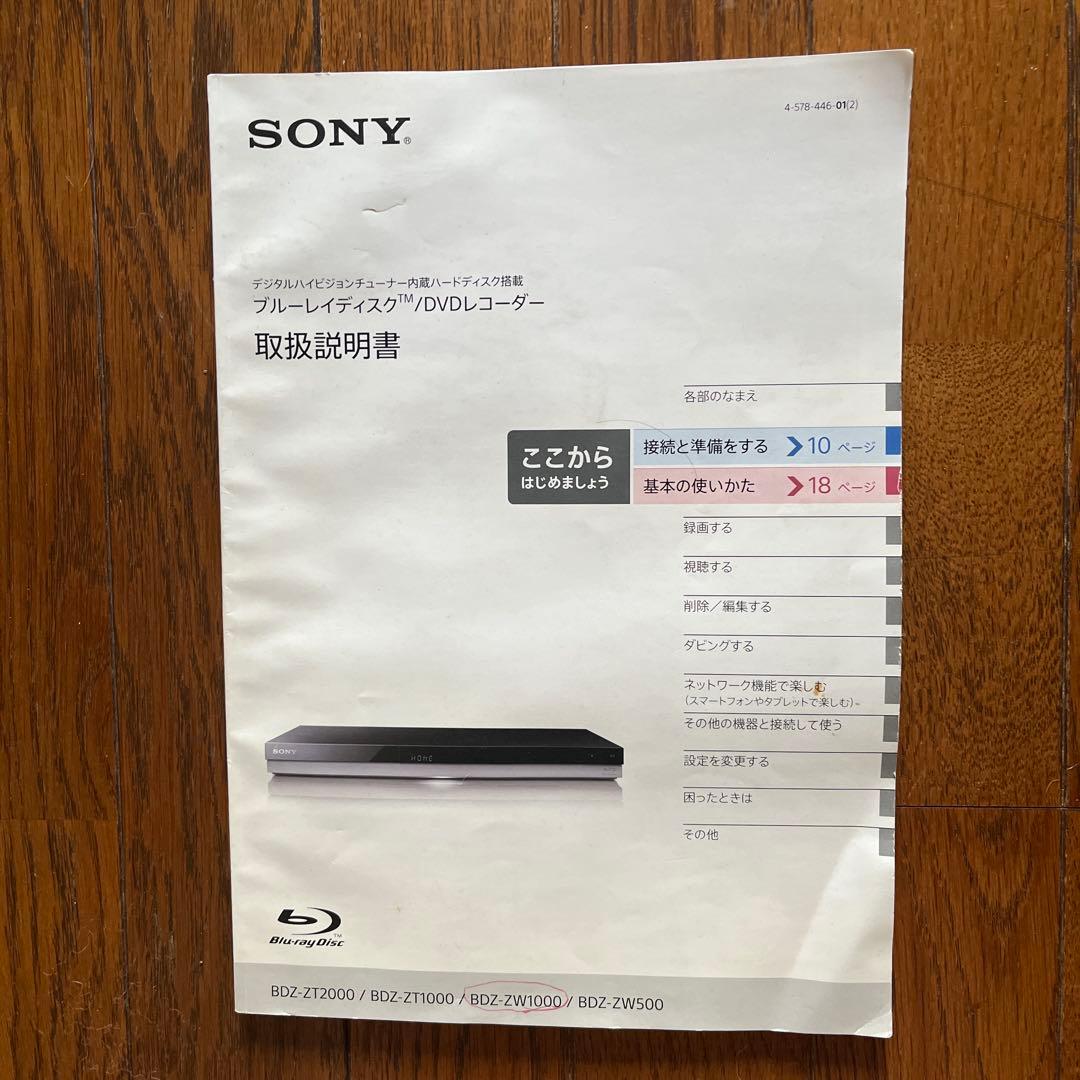 4-578-446-01(2)
SONY®
デジタルハイビジョンチューナー内蔵ハードディスク搭載
ブルーレイディスク™/DVDレコーダー
取扱説明書
各部のなまえ
ここから
はじめましょう
接続と準備をする 10 ページ
基本の使いかた 18 ページ
録画する
視聴する
削除／編集する
ダビングする
ネットワーク機能で楽しむ
（スマートフォンやタブレットで楽しむ）
その他の機器と接続して使う
設定を変更する
困ったときは
その他
SONY
HOME
Blu-ray Disc™
BDZ-ZT2000 / BDZ-ZT1000 / BDZ-ZW1000 / BDZ-ZW500